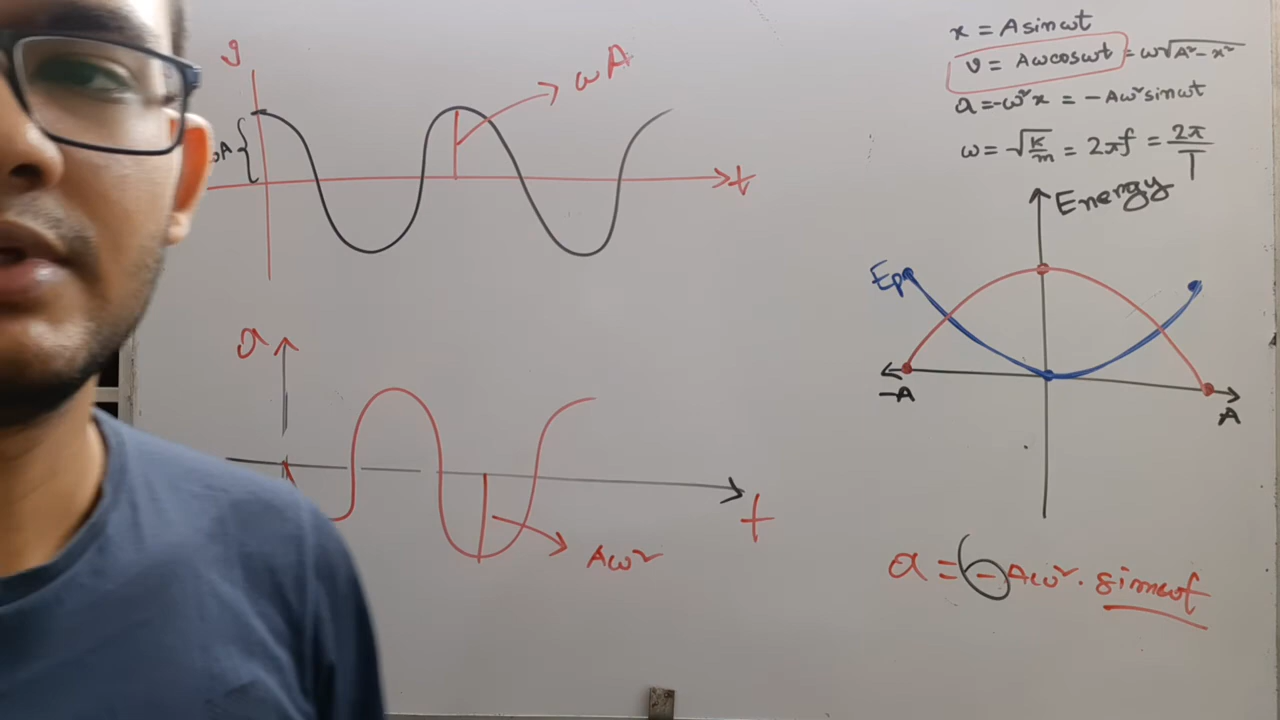 x = A sin ωt
v = Aω cos ωt = ω√A² - x²
a = -ω²x = -Aω² sin ωt
ω = √k/m = 2πf = 2π/T
ωA
t
Energy
Ep
-A
A
a
t
Aω²
a = - Aω². sin ωt